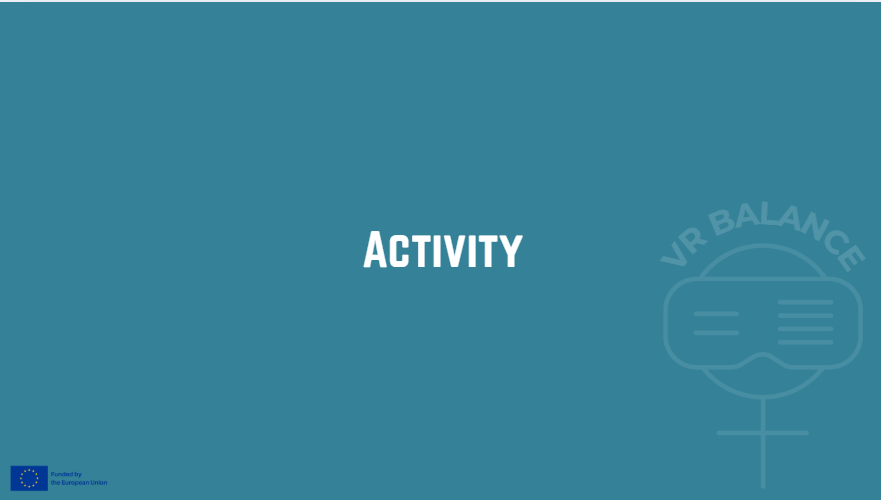 VR BALANCE
Activity
Funded by
the European Union